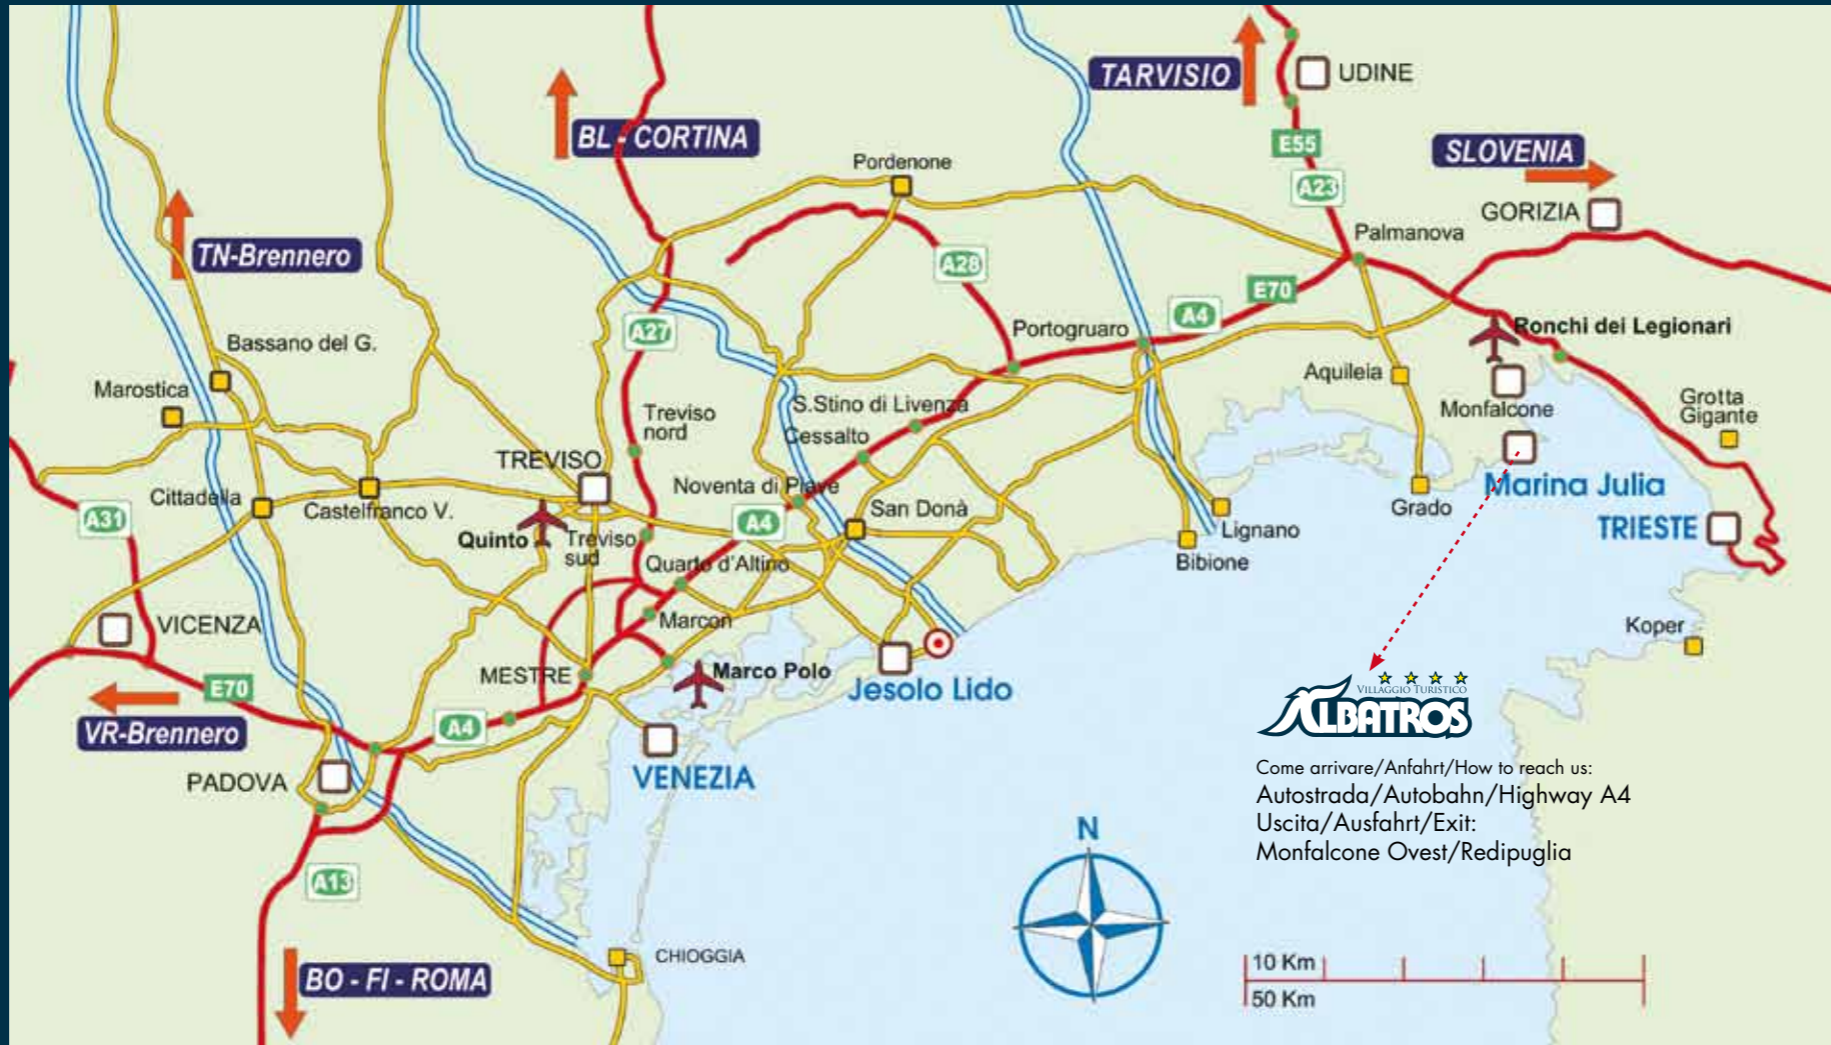 TARVISIO
UDINE
BL - CORTINA
E55
SLOVENIA
Pordenone
A23
GORIZIA
TN-Brennero
Palmanova
A28
E70
A27
Portogruaro
A4
Ronchi dei Legionari
Bassano del G.
Marostica
Aquileia
Monfalcone
Grotta
Gigante
Treviso
nord
S.Stino di Livenza
Cessalto
TREVISO
Noventa di Piave
Marina Julia
Cittadella
Castelfranco V.
San Donà
Grado
A31
A4
Lignano
TRIESTE
Quinto
Treviso
sud
Quarto d'Altino
Bibione
VICENZA
Marcon
Koper
MESTRE
Marco Polo
Jesolo Lido
E70
VR-Brennero
A4
VILLAGGIO TURISTICO
ALBATROS
PADOVA
VENEZIA
Come arrivare/Anfahrt/How to reach us:
Autostrada/Autobahn/Highway A4
Uscita/Ausfahrt/Exit:
Monfalcone Ovest/Redipuglia
N
A13
CHIOGGIA
BO - FI - ROMA
10 Km
50 Km